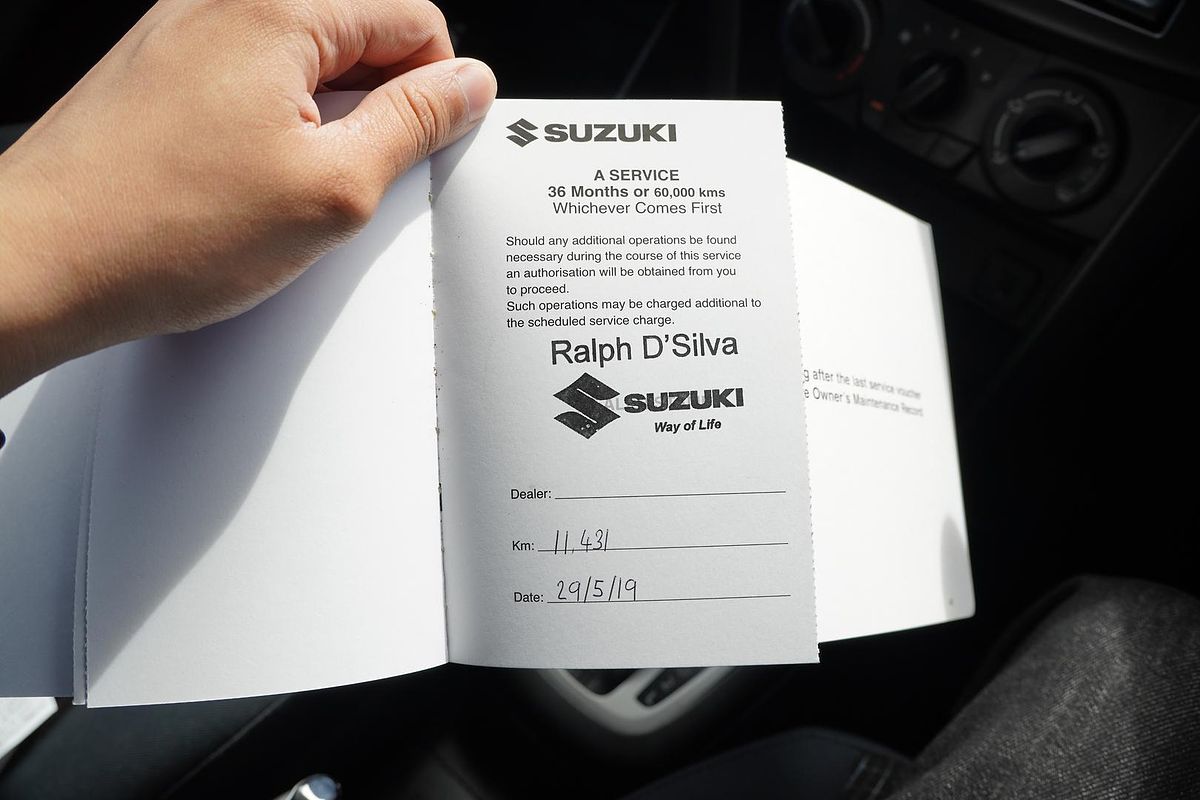 SUZUKI
A SERVICE
36 Months or 60,000 kms
Whichever Comes First
Should any additional operations be found
necessary during the course of this service
an authorisation will be obtained from you
to proceed.
Such operations may be charged additional to
the scheduled service charge.
Ralph D'Silva
SUZUKI
Way of Life
Dealer:
Km: 11,431
Date: 29/5/19
after the last service voucher
Owner's Maintenance Record